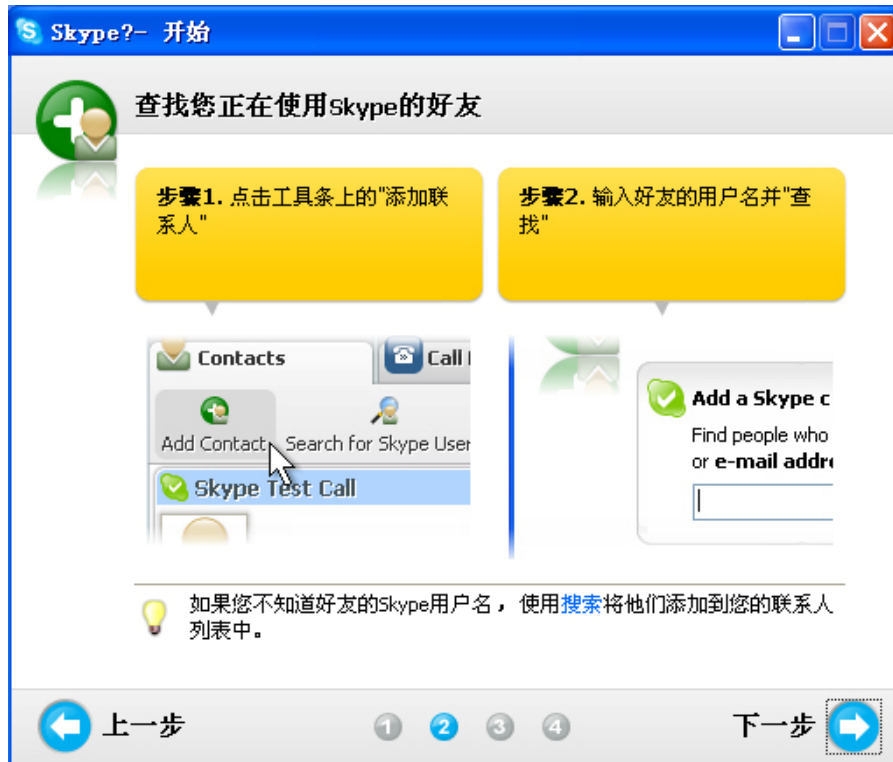 Skype?- 开始
查找您正在使用Skype的好友
步骤1. 点击工具条上的"添加联
系人"
步骤2. 输入好友的用户名并"查
找"
Contacts
Call
Add Contact
Search for Skype User
Skype Test Call
Add a Skype c
Find people who
or e-mail addre
如果您不知道好友的Skype用户名，使用搜索将他们添加到您的联系人
列表中。
上一步
1 2 3 4
下一步